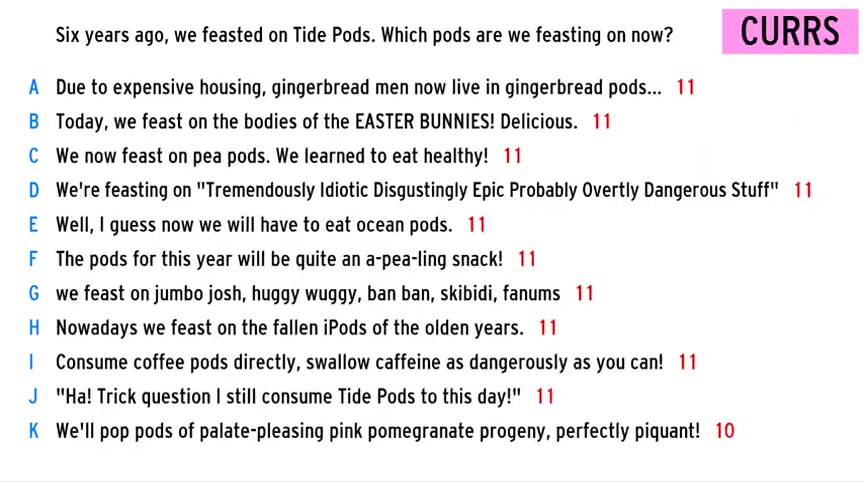 Six years ago, we feasted on Tide Pods. Which pods are we feasting on now?
CURRS
A Due to expensive housing, gingerbread men now live in gingerbread pods... 11
B Today, we feast on the bodies of the EASTER BUNNIES! Delicious. 11
C We now feast on pea pods. We learned to eat healthy! 11
D We're feasting on "Tremendously Idiotic Disgustingly Epic Probably Overtly Dangerous Stuff" 11
E Well, I guess now we will have to eat ocean pods. 11
F The pods for this year will be quite an a-pea-ling snack! 11
G we feast on jumbo josh, huggy wuggy, ban ban, skibidi, fanums 11
H Nowadays we feast on the fallen iPods of the olden years. 11
I Consume coffee pods directly, swallow caffeine as dangerously as you can! 11
J "Ha! Trick question I still consume Tide Pods to this day!" 11
K We'll pop pods of palate-pleasing pink pomegranate progeny, perfectly piquant! 10